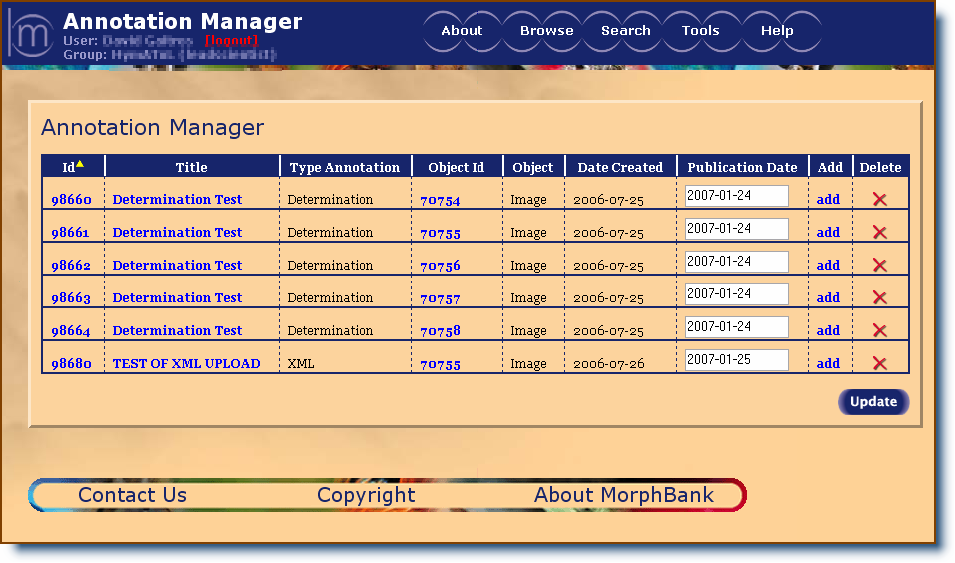 m Annotation Manager
User: [logout]
Group:
About Browse Search Tools Help
Annotation Manager
Id Title Type Annotation Object Id Object Date Created Publication Date Add Delete
98660 Determination Test Determination 70754 Image 2006-07-25 2007-01-24 add
98661 Determination Test Determination 70755 Image 2006-07-25 2007-01-24 add
98662 Determination Test Determination 70756 Image 2006-07-25 2007-01-24 add
98663 Determination Test Determination 70757 Image 2006-07-25 2007-01-24 add
98664 Determination Test Determination 70758 Image 2006-07-25 2007-01-24 add
98680 TEST OF XML UPLOAD XML 70755 Image 2006-07-26 2007-01-25 add
Update
Contact Us Copyright About MorphBank